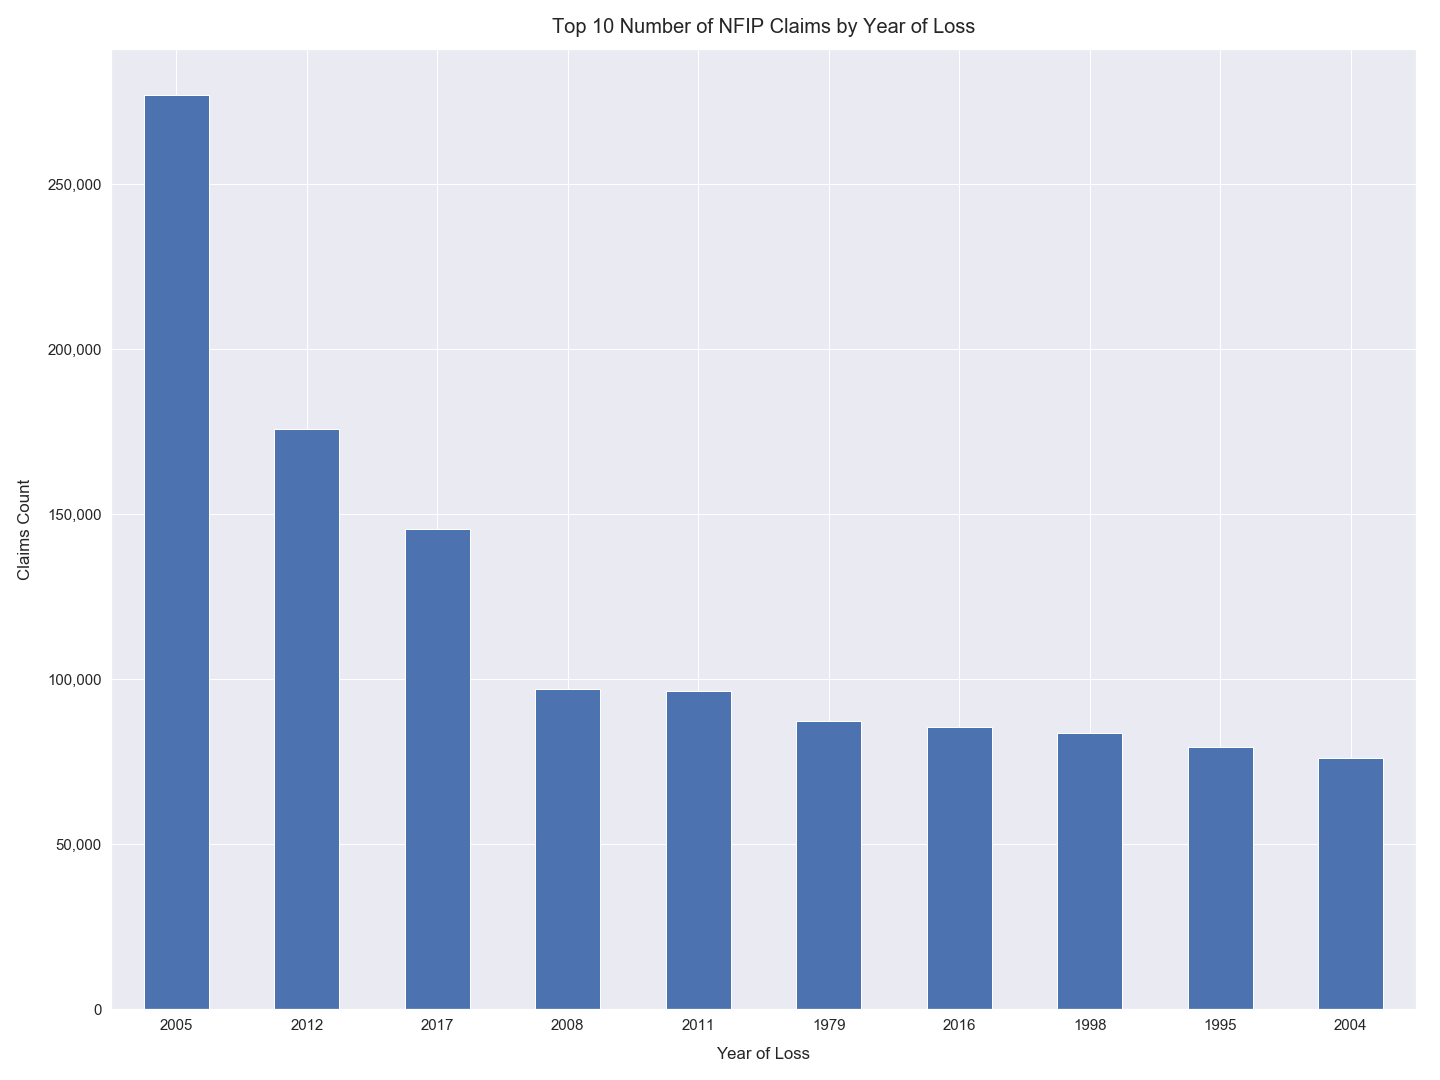 Top 10 Number of NFIP Claims by Year of Loss
250,000
200,000
150,000
100,000
50,000
0
Claims Count
2005 2012 2017 2008 2011 1979 2016 1998 1995 2004
Year of Loss